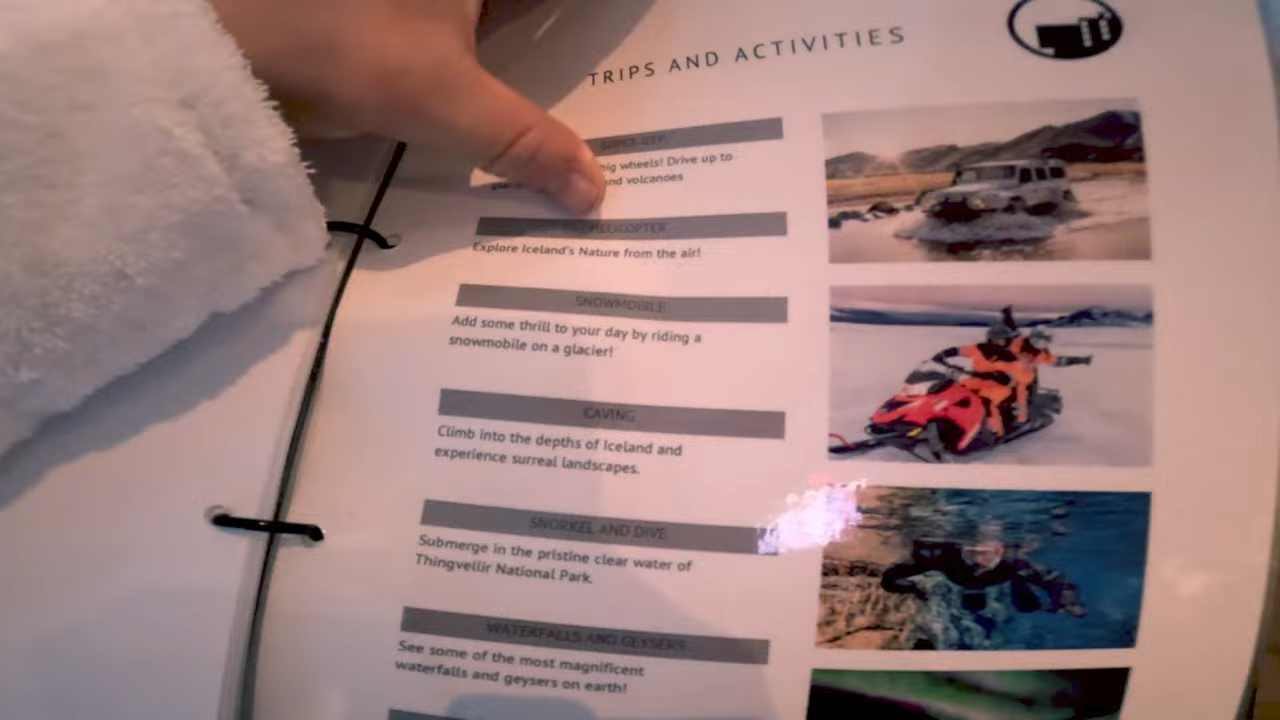 TRIPS AND ACTIVITIES
SUPER JEEP
big wheels! Drive up to
and volcanoes
HELICOPTER
Explore Iceland's Nature from the air!
SNOWMOBILE
Add some thrill to your day by riding a
snowmobile on a glacier!
CAVING
Climb into the depths of Iceland and
experience surreal landscapes.
SNORKEL AND DIVE
Submerge in the pristine clear water of
Thingvellir National Park.
WATERFALLS AND GEYSERS
See some of the most magnificent
waterfalls and geysers on earth!